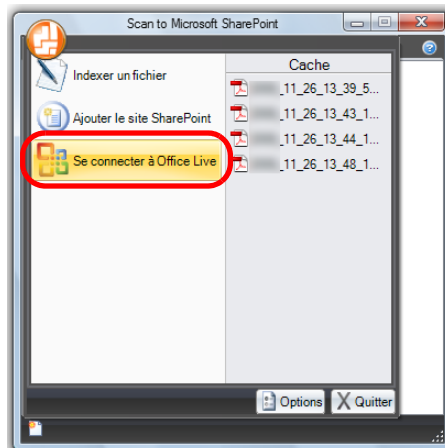 Scan to Microsoft SharePoint
Indexer un fichier
Ajouter le site SharePoint
Se connecter à Office Live
Cache
_11_26_13_39_5...
_11_26_13_43_1...
_11_26_13_44_1...
_11_26_13_48_1...
Options
Quitter